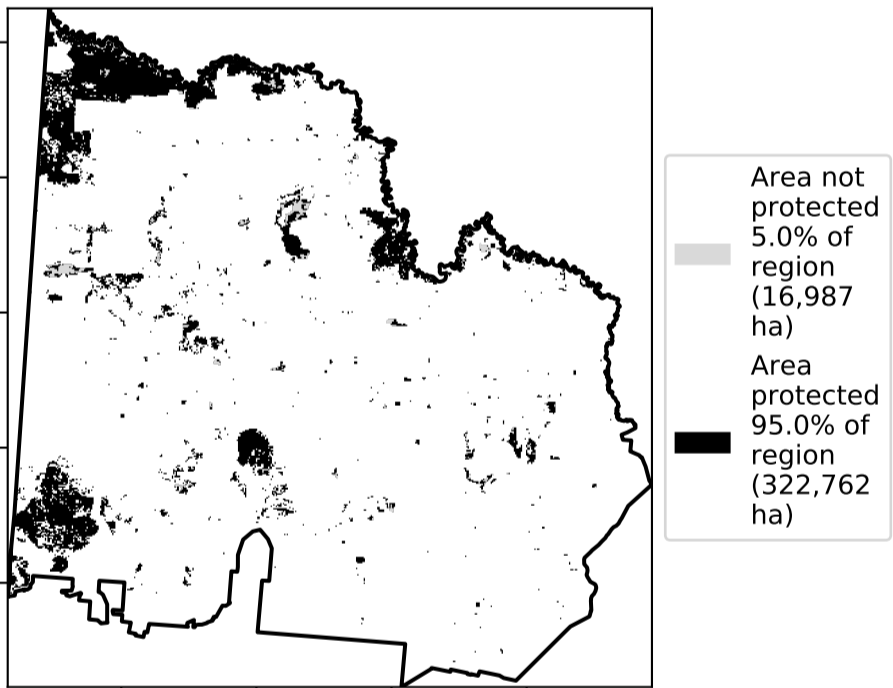 Area not
protected
5.0% of
region
(16,987
ha)
Area
protected
95.0% of
region
(322,762
ha)